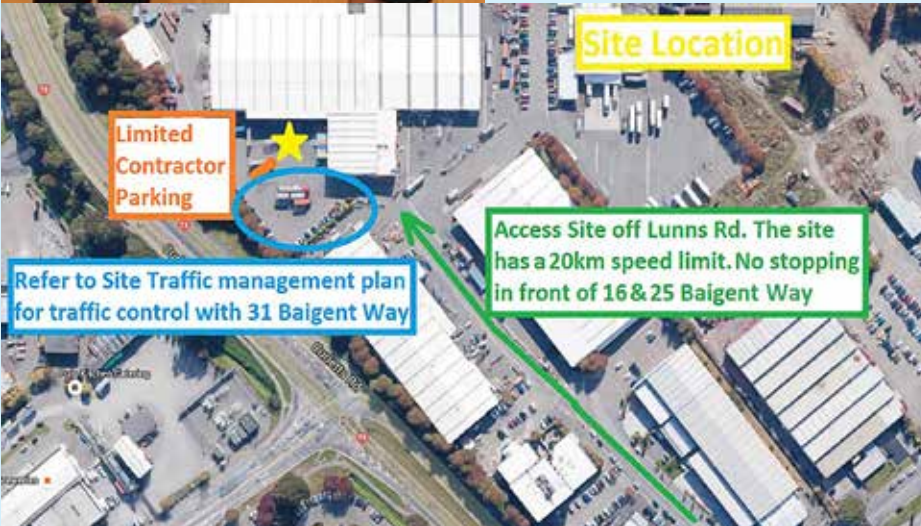 Site Location
Limited
Contractor
Parking
Access Site off Lunns Rd. The site
has a 20km speed limit. No stopping
in front of 16 & 25 Baigent Way
Refer to Site Traffic management plan
for traffic control with 31 Baigent Way